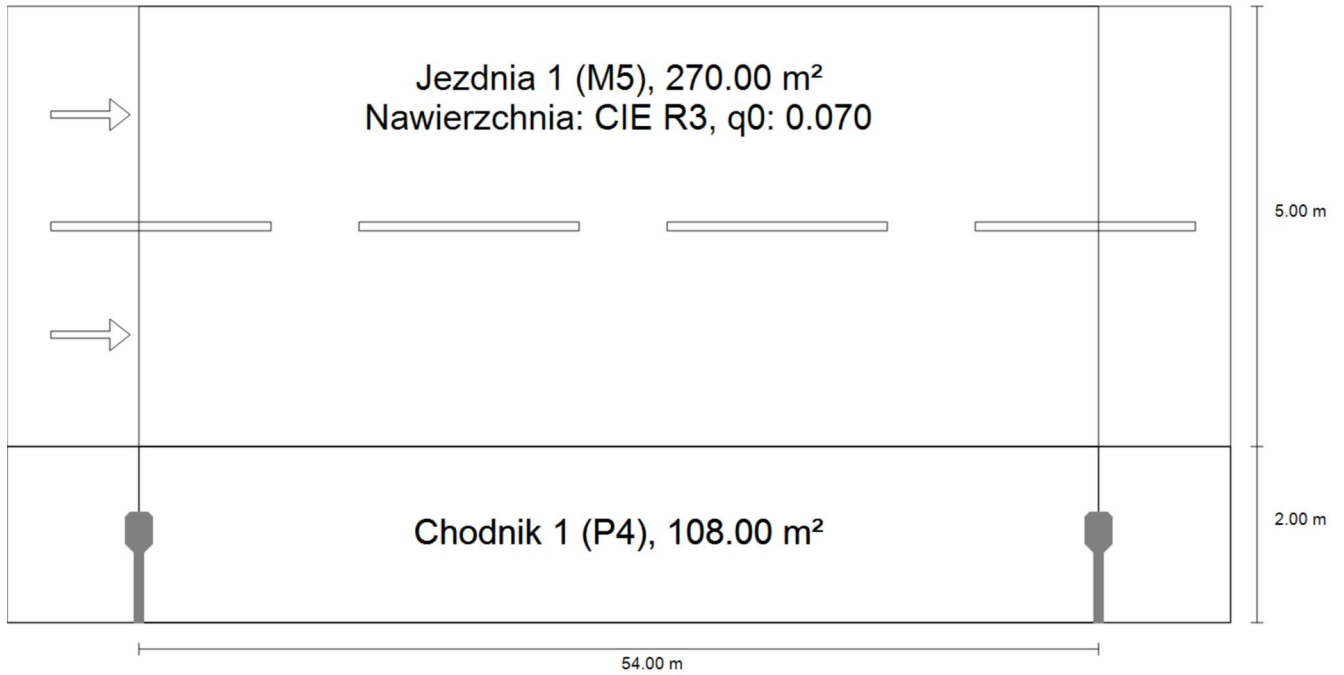 Jezdnia 1 (M5), 270.00 m²
Nawierzchnia: CIE R3, q0: 0.070
5.00 m
Chodnik 1 (P4), 108.00 m²
2.00 m
54.00 m